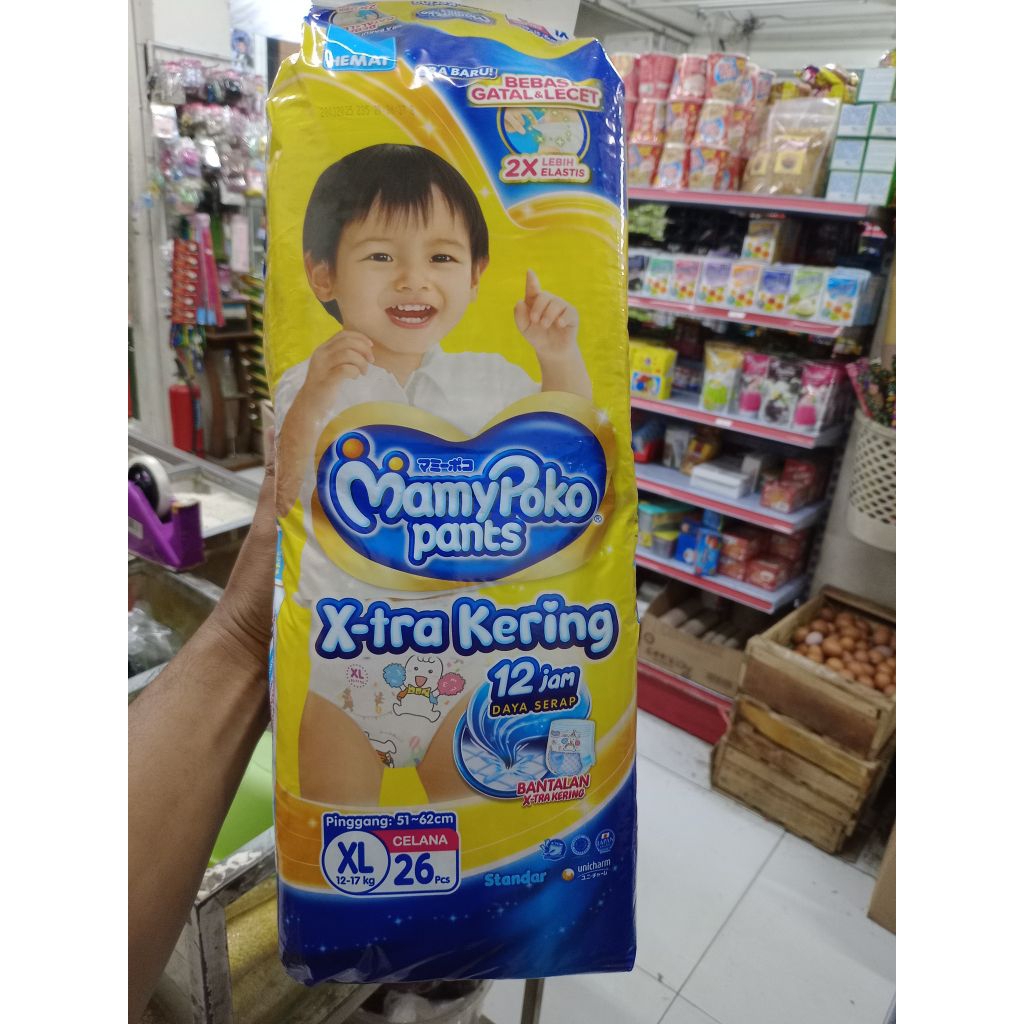 HEMAT
BARU!
BEBAS
GATAL & LECET
2X LEBIH
ELASTIS
マミーポコ
MamyPoko®
pants
X-tra Kering
XL
12 jam
DAYA SERAP
BANTALAN
X-TRA KERING
Pinggang: 51~62cm
XL
12-17 kg
CELANA
26 Pcs
Standar
unicharm
ユニ・チャーム